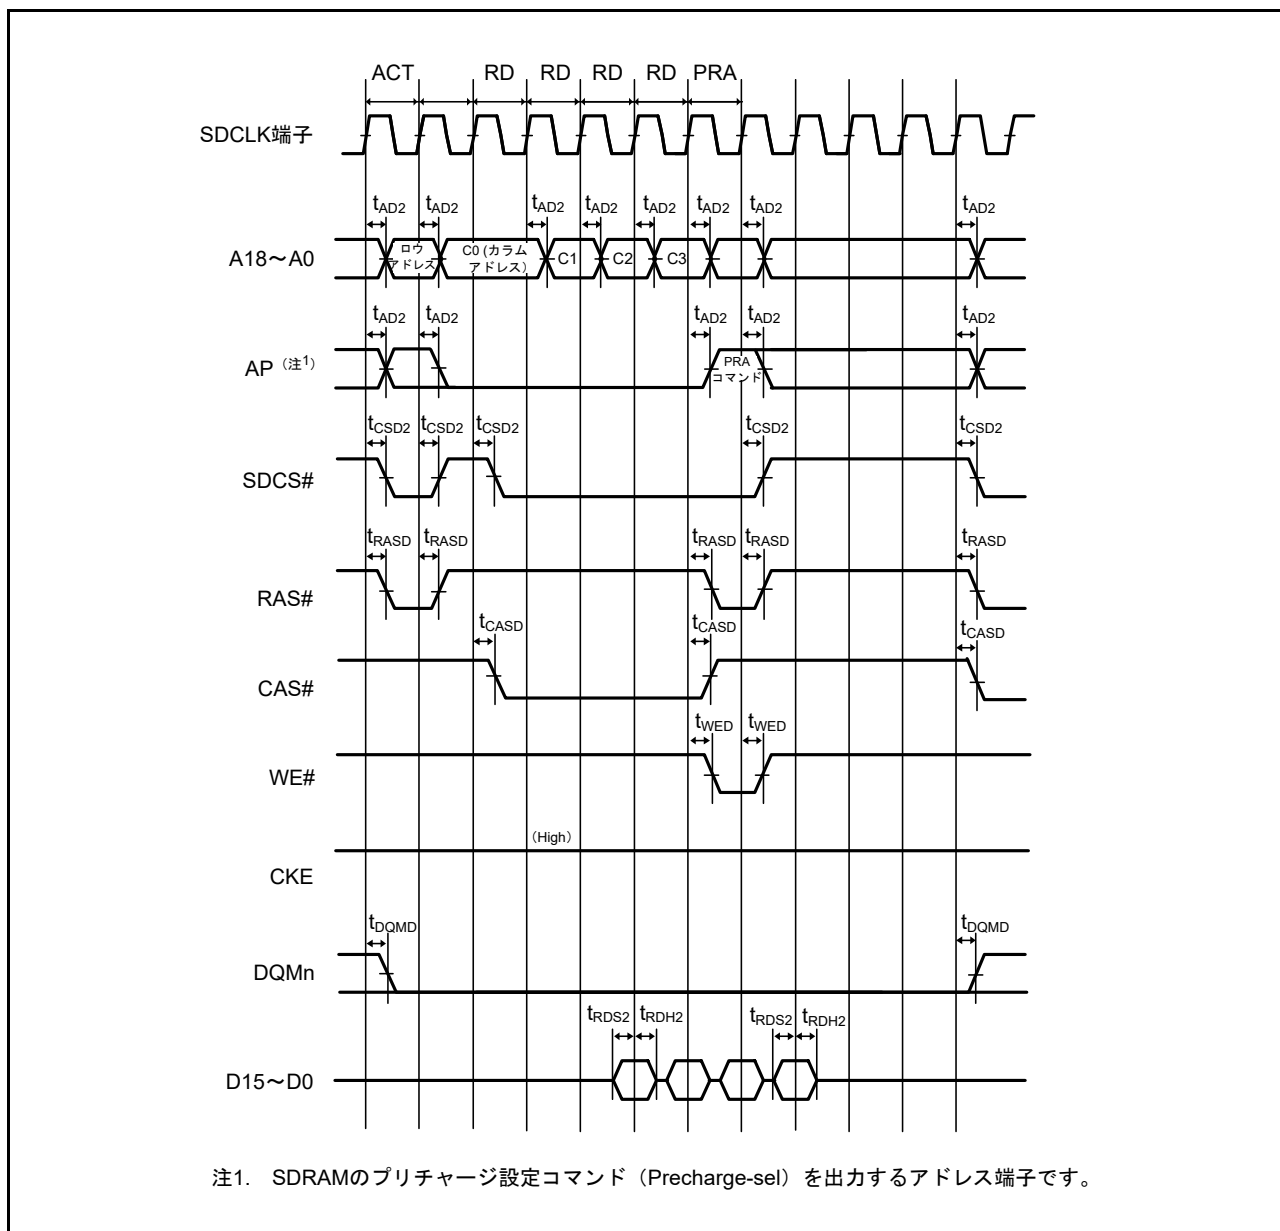 ACT RD RD RD RD PRA
SDCLK端子
tAD2 tAD2 tAD2 tAD2 tAD2 tAD2 tAD2 tAD2
A18～A0
ロウ
アドレス
C0 (カラム
アドレス)
C1 C2 C3
tAD2 tAD2 tAD2 tAD2 tAD2
AP（注1）
PRA
コマンド
tCSD2 tCSD2 tCSD2 tCSD2 tCSD2
SDCS#
tRASD tRASD tRASD tRASD tRASD
RAS#
tCASD tCASD tCASD
CAS#
tWED tWED
WE#
（High）
CKE
tDQMD tDQMD
DQMn
tRDS2 tRDH2 tRDS2 tRDH2
D15～D0
注1. SDRAMのプリチャージ設定コマンド（Precharge-sel）を出力するアドレス端子です。